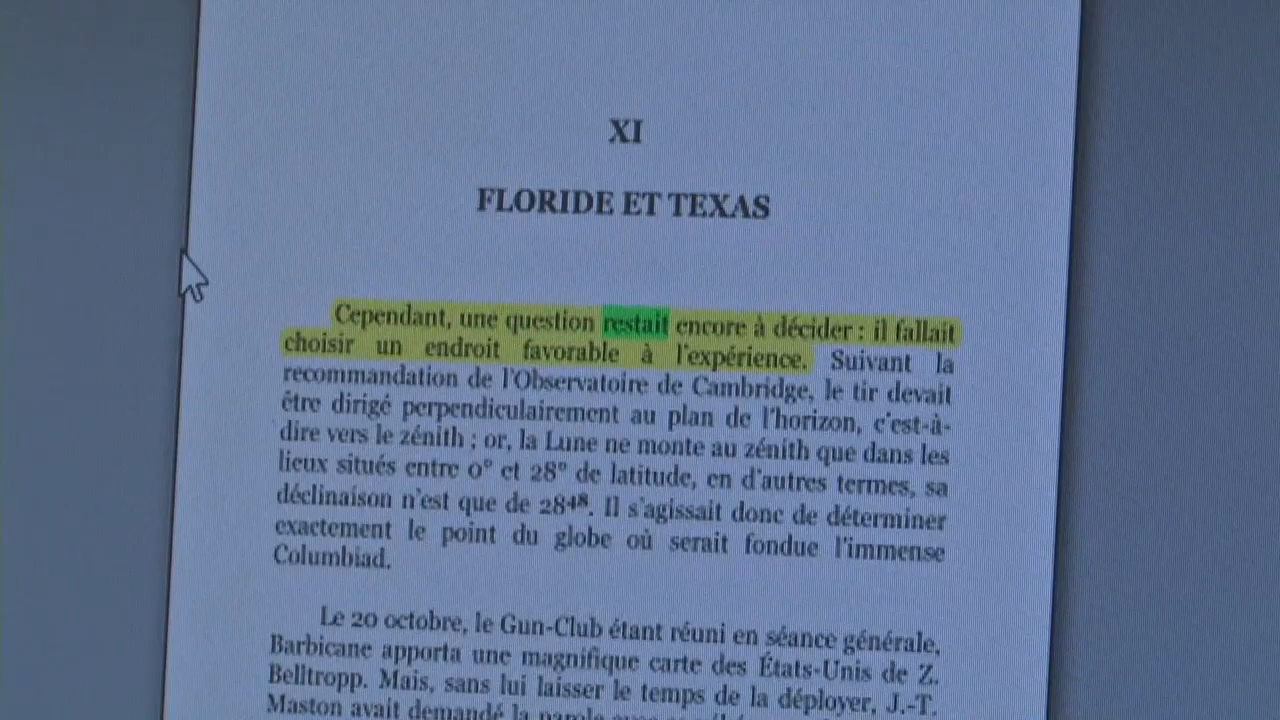 XI
FLORIDE ET TEXAS
Cependant, une question restait encore à décider : il fallait
choisir un endroit favorable à l'expérience. Suivant la
recommandation de l'Observatoire de Cambridge, le tir devait
être dirigé perpendiculairement au plan de l'horizon, c'est-à-
dire vers le zénith ; or, la Lune ne monte au zénith que dans les
lieux situés entre 0° et 28° de latitude, en d'autres termes, sa
déclinaison n'est que de 28⁴⁸. Il s'agissait donc de déterminer
exactement le point du globe où serait fondue l'immense
Columbiad.
Le 20 octobre, le Gun-Club étant réuni en séance générale,
Barbicane apporta une magnifique carte des États-Unis de Z.
Belltropp. Mais, sans lui laisser le temps de la déployer, J.-T.
Maston avait demandé la parole